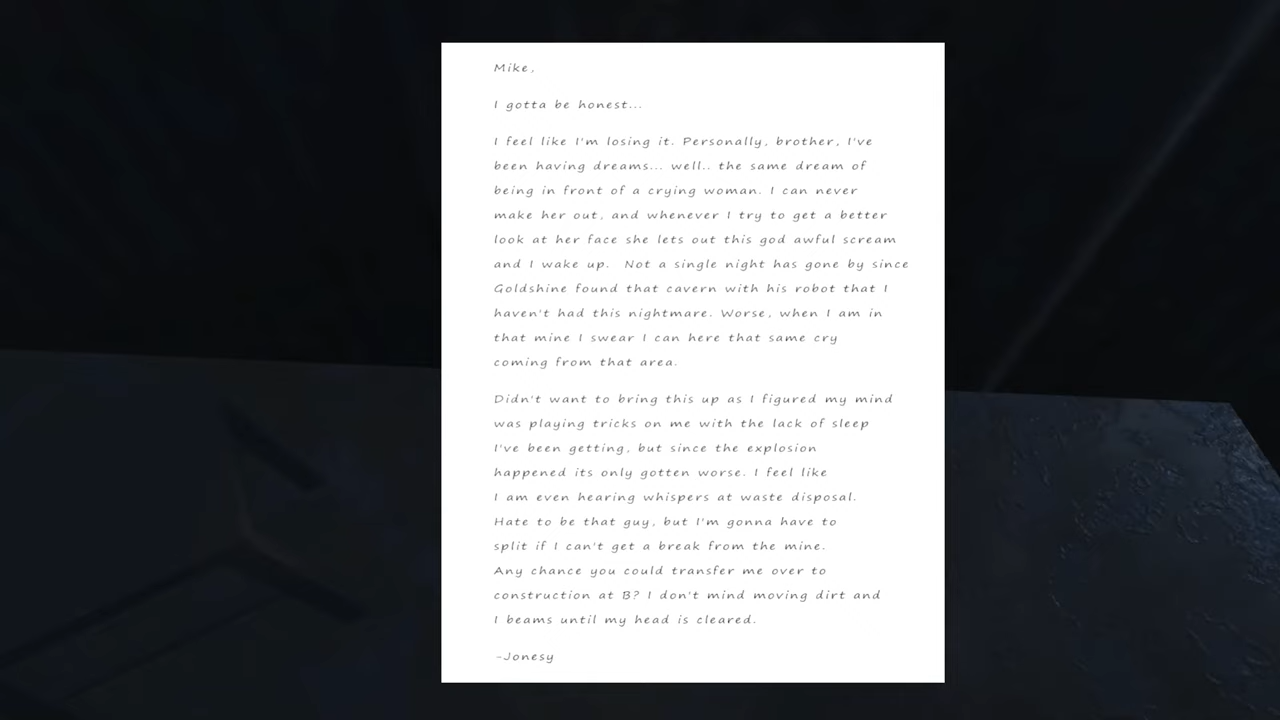 Mike,
I gotta be honest...
I feel like I'm losing it. Personally, brother, I've
been having dreams... well.. the same dream of
being in front of a crying woman. I can never
make her out, and whenever I try to get a better
look at her face she lets out this god awful scream
and I wake up.  Not a single night has gone by since
Goldshine found that cavern with his robot that I
haven't had this nightmare. Worse, when I am in
that mine I swear I can here that same cry
coming from that area.
Didn't want to bring this up as I figured my mind
was playing tricks on me with the lack of sleep
I've been getting, but since the explosion
happened its only gotten worse. I feel like
I am even hearing whispers at waste disposal.
Hate to be that guy, but I'm gonna have to
split if I can't get a break from the mine.
Any chance you could transfer me over to
construction at B? I don't mind moving dirt and
I beams until my head is cleared.
-Jonesy